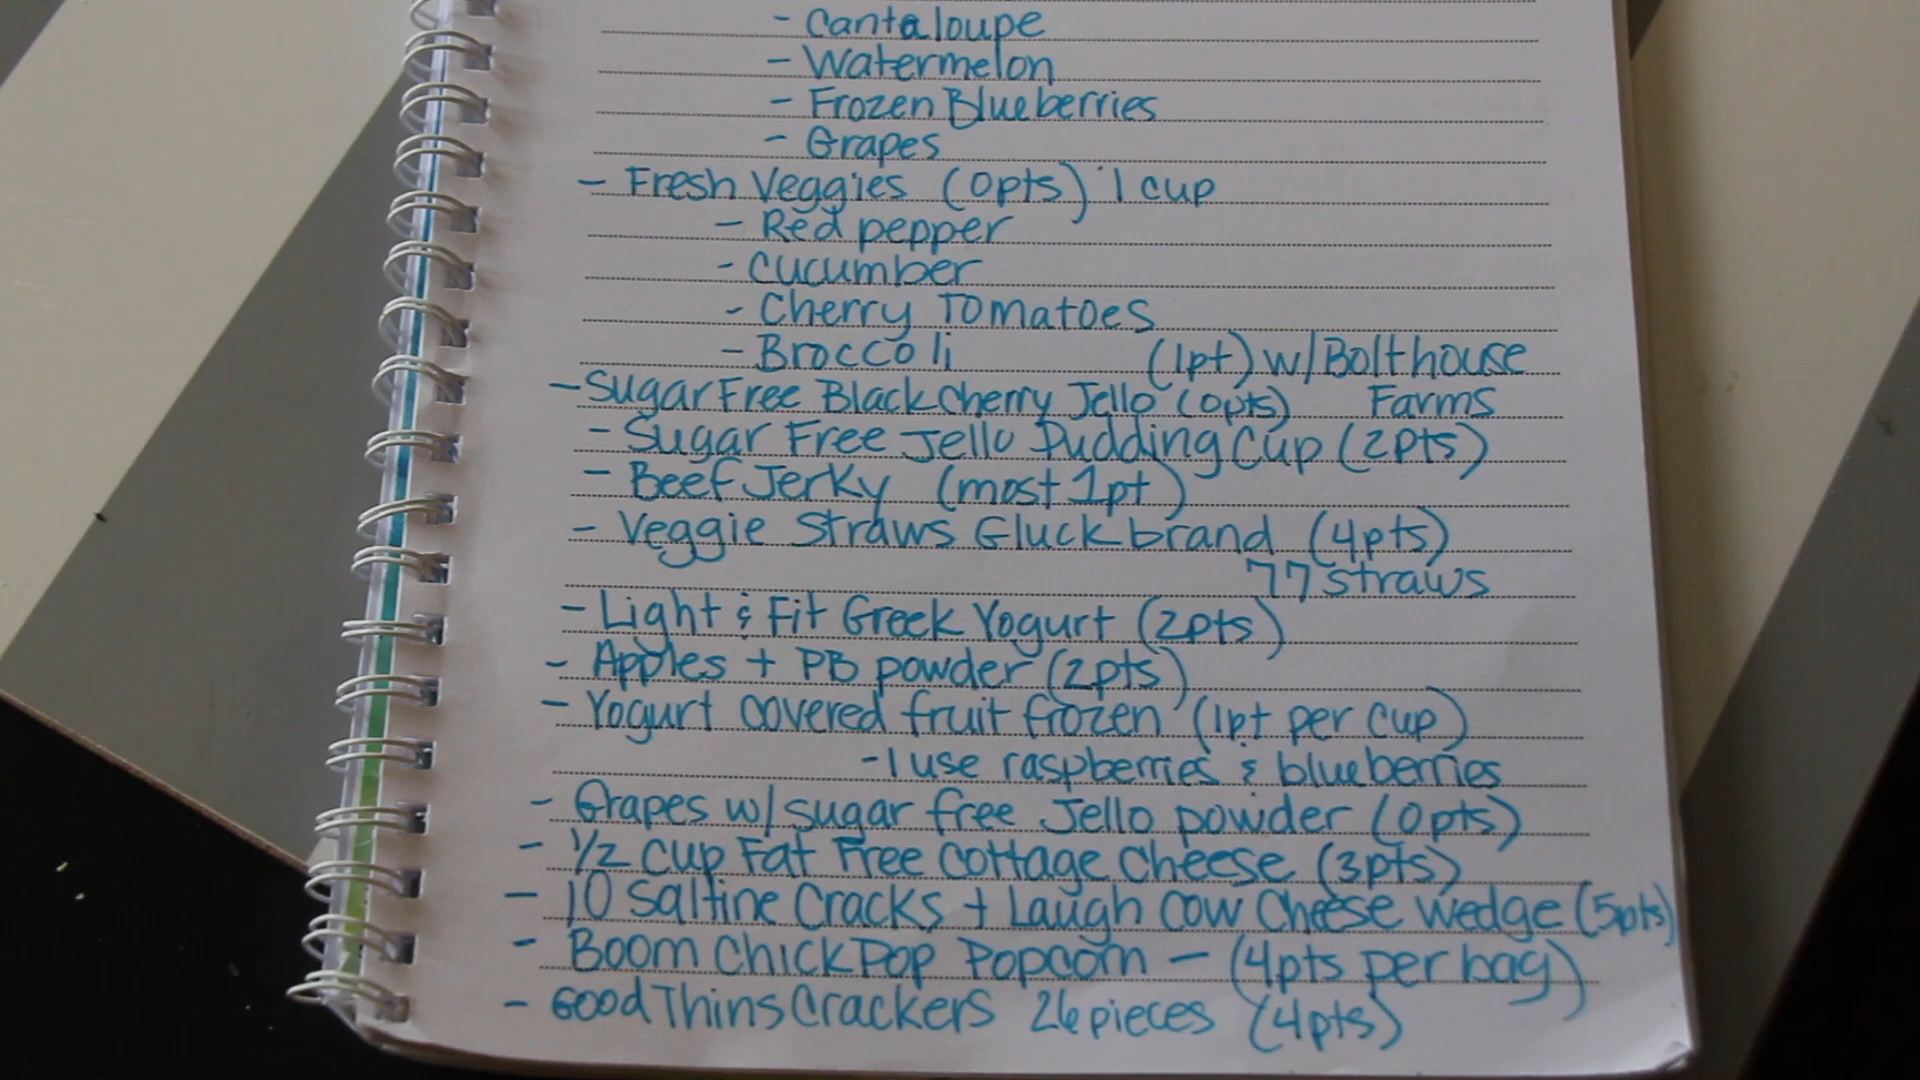 - Cantaloupe
- Watermelon
- Frozen Blueberries
- Grapes
- Fresh Veggies (0pts) 1 cup
- Red pepper
- Cucumber
- Cherry Tomatoes
- Broccoli (1pt) w/Bolthouse
- Sugar Free Black cherry Jello (0pts) Farms
- Sugar Free Jello Pudding Cup (2pts)
- Beef Jerky (most 1pt)
- Veggie Straws Gluck brand (4pts)
77 straws
- Light & Fit Greek Yogurt (2pts)
- Apples + PB powder (2pts)
- Yogurt covered fruit frozen (1pt per cup)
- I use raspberries & blueberries
- Grapes w/ sugar free Jello powder (0pts)
- 1/2 cup Fat Free Cottage Cheese (3pts)
- 10 Saltine Cracks + Laugh Cow Cheese wedge (5pts)
- Boom Chick Pop Popcorn - (4pts per bag)
- Good Thins Crackers 26 pieces (4pts)